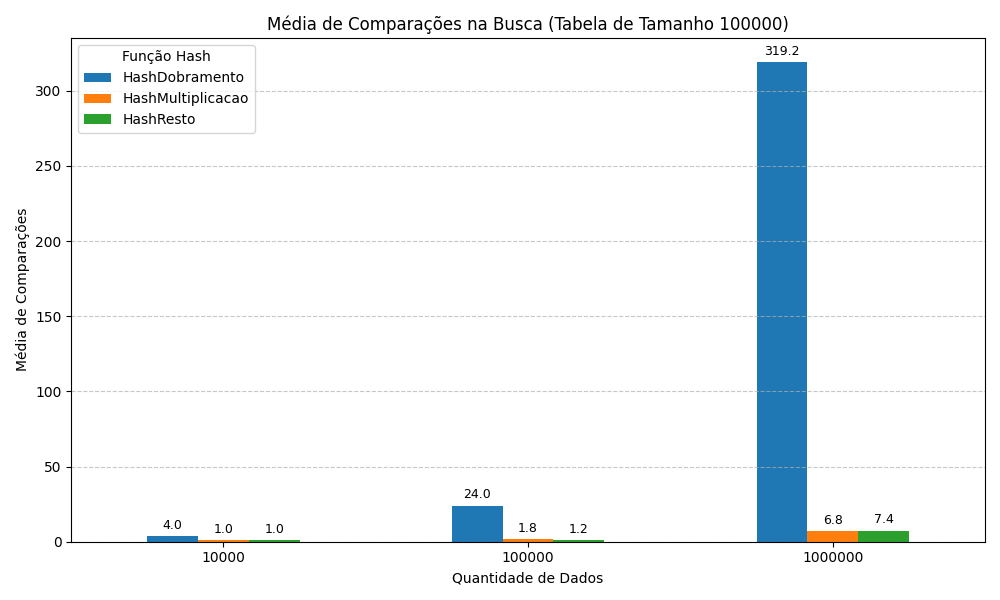 Média de Comparações na Busca (Tabela de Tamanho 100000)
Função Hash
HashDobramento
HashMultiplicacao
HashResto
Média de Comparações
300
250
200
150
100
50
0
4.0
1.0
1.0
24.0
1.8
1.2
319.2
6.8
7.4
10000
100000
1000000
Quantidade de Dados